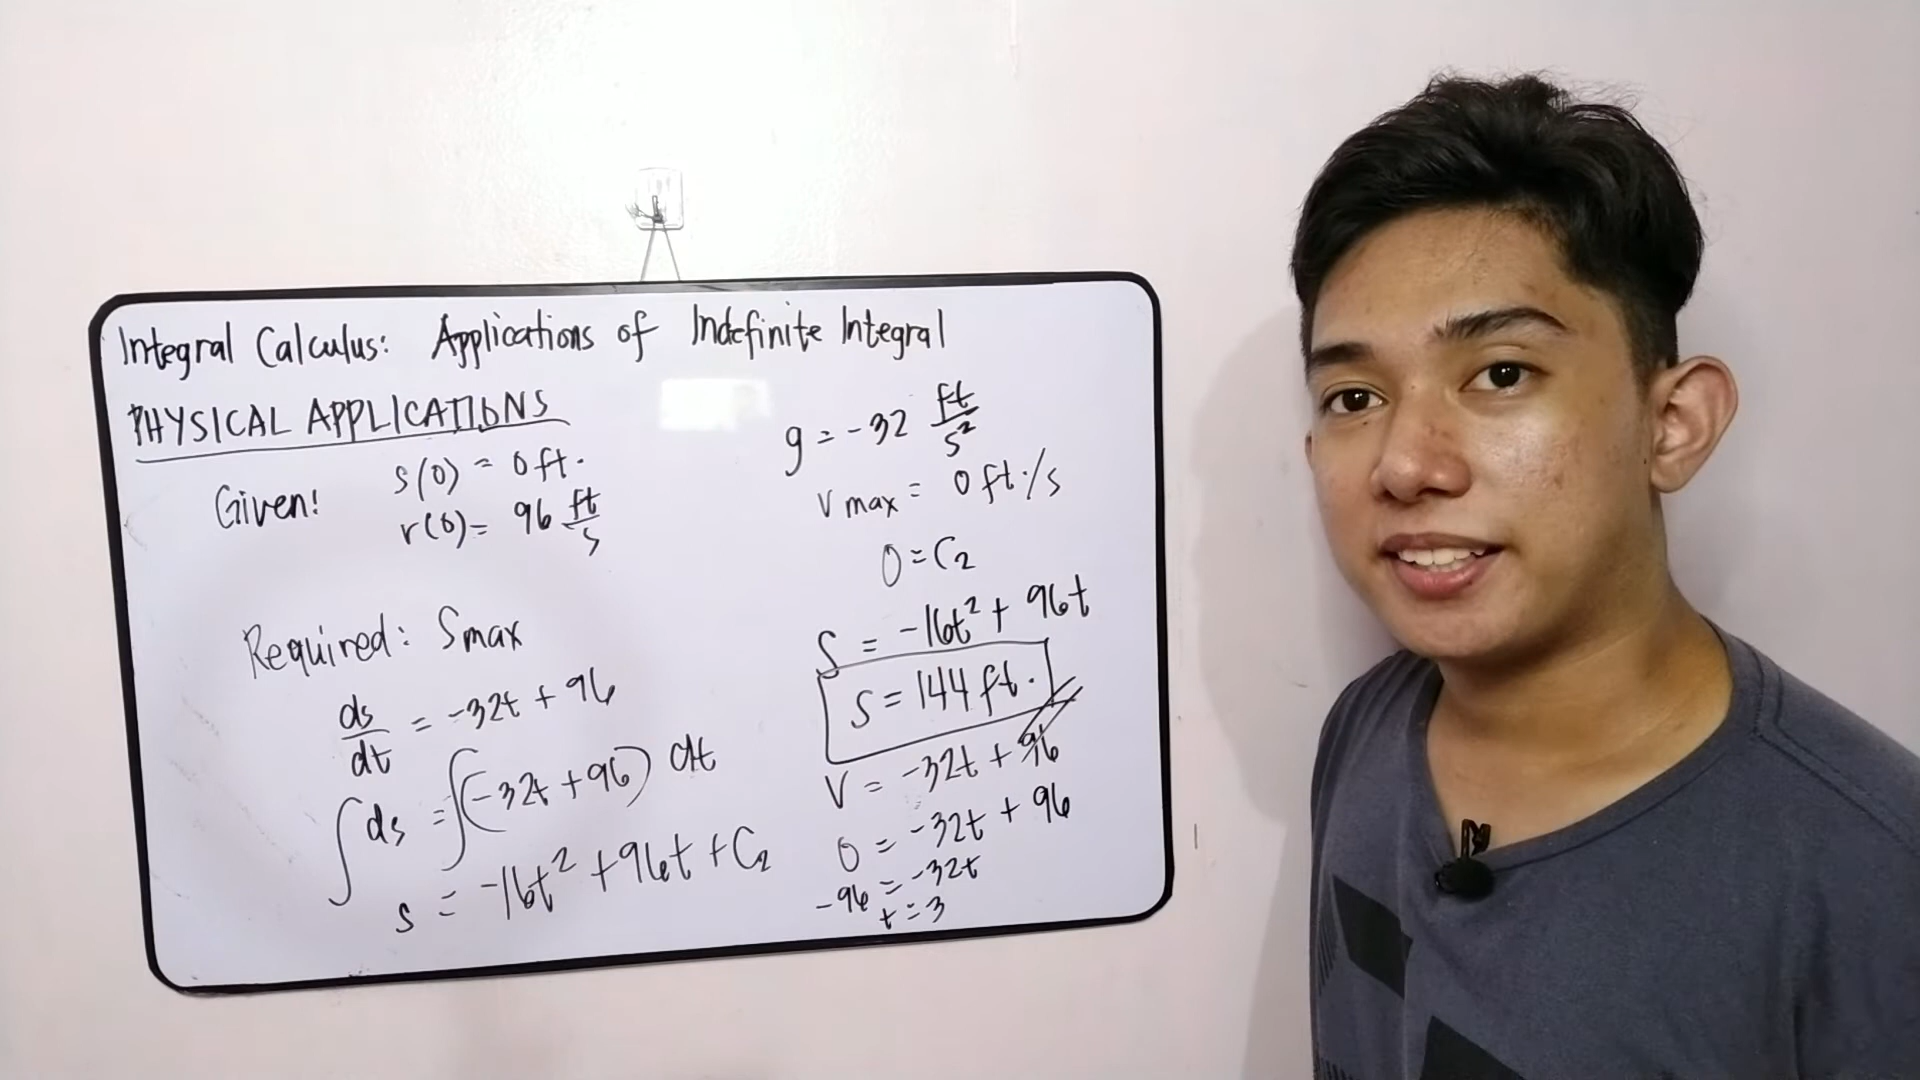 Integral Calculus: Applications of Indefinite Integral
PHYSICAL APPLICATIONS
Given: s(0) = 0 ft.
v(0) = 96 ft/s
Required: Smax
ds/dt = -32t + 96
∫ds = ∫(-32t + 96) dt
s = -16t² + 96t + C₂
g = -32 ft/s²
v max = 0 ft./s
0 = C₂
S = -16t² + 96t
S = 144 ft.
V = -32t + 96
0 = -32t + 96
-96 = -32t
t = 3